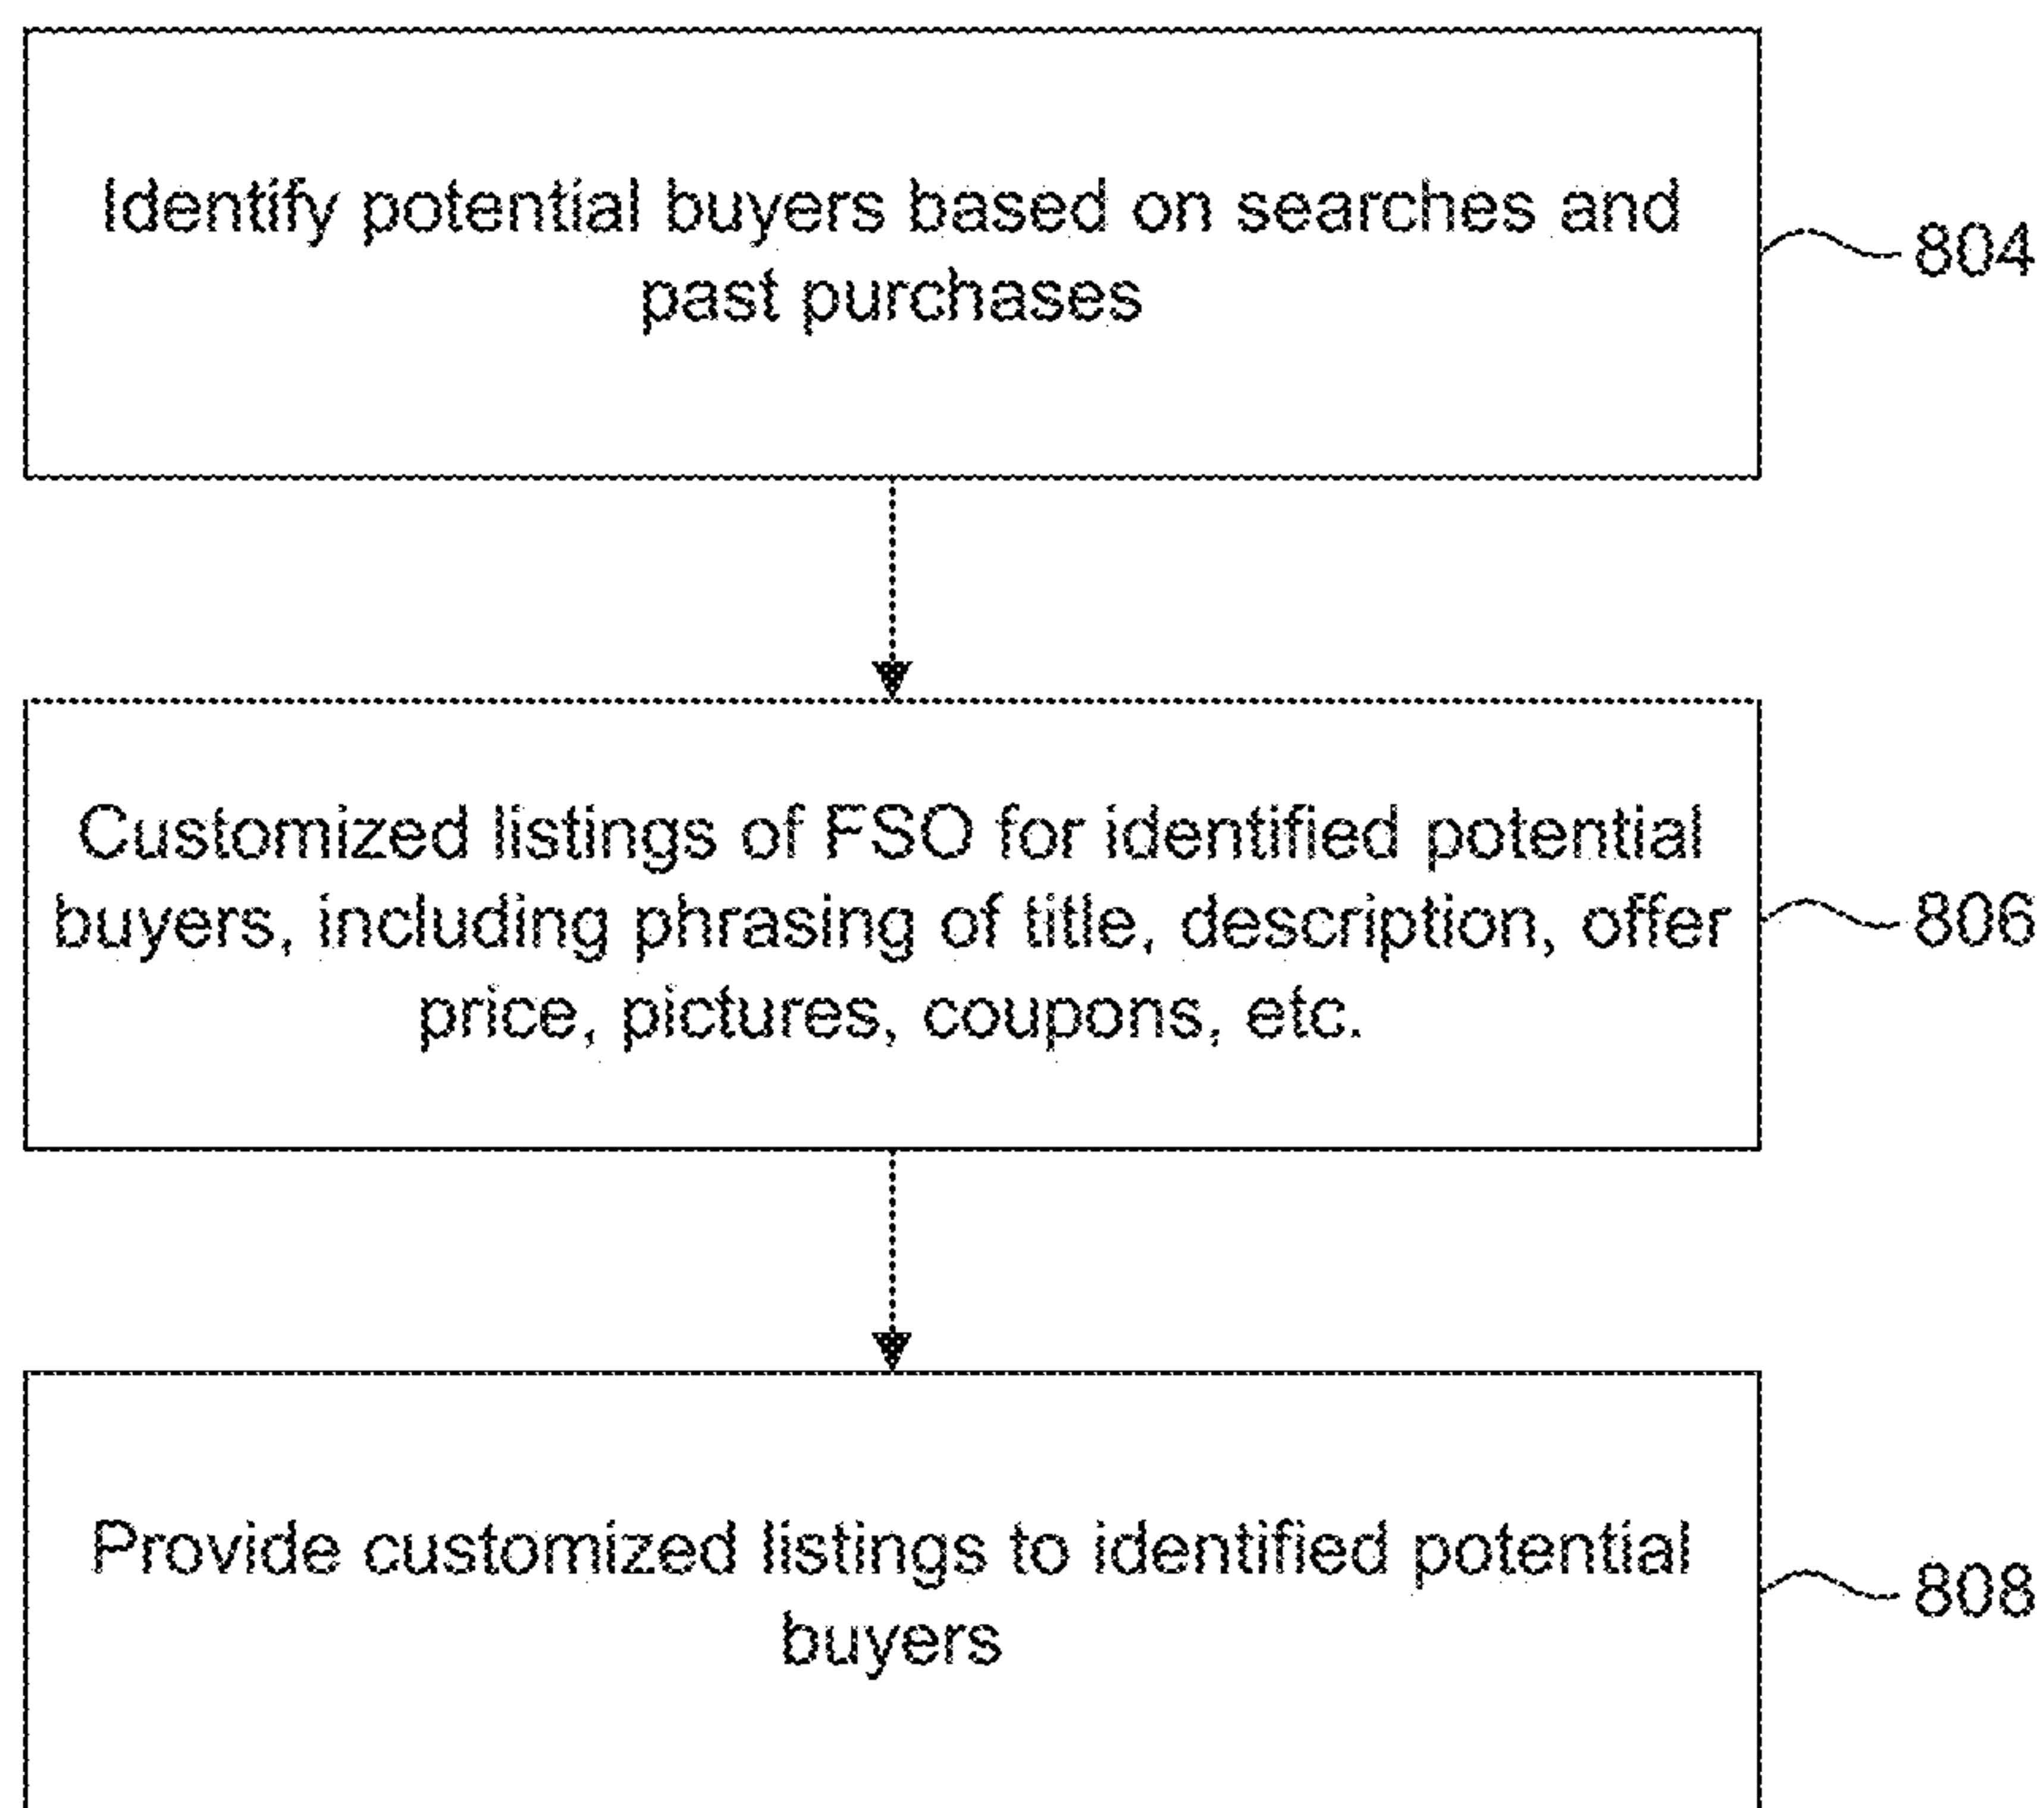 Identify potential buyers based on searches and
past purchases
804
Customized listings of FSO for identified potential
buyers, including phrasing of title, description, offer
price, pictures, coupons, etc.
806
Provide customized listings to identified potential
buyers
808